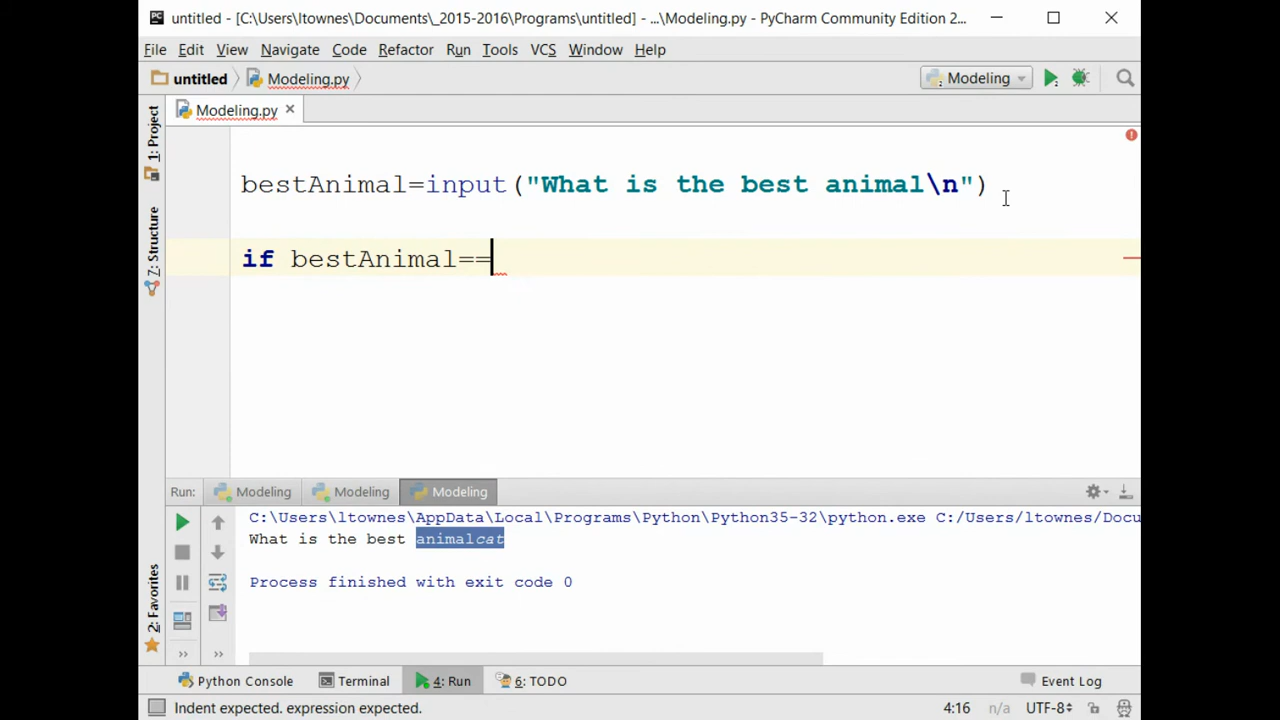 untitled - [C:\Users\ltownes\Documents\_2015-2016\Programs\untitled] - ...\Modeling.py - PyCharm Community Edition 2...
File Edit View Navigate Code Refactor Run Tools VCS Window Help
untitled Modeling.py Modeling
1: Project
Modeling.py
bestAnimal=input("What is the best animal\n")
7: Structure
if bestAnimal==
Run: Modeling Modeling Modeling
C:\Users\ltownes\AppData\Local\Programs\Python\Python35-32\python.exe C:/Users/ltownes/Docu
What is the best animalcat
Process finished with exit code 0
2: Favorites
Python Console Terminal 4: Run 6: TODO Event Log
Indent expected. expression expected. 4:16 n/a UTF-8